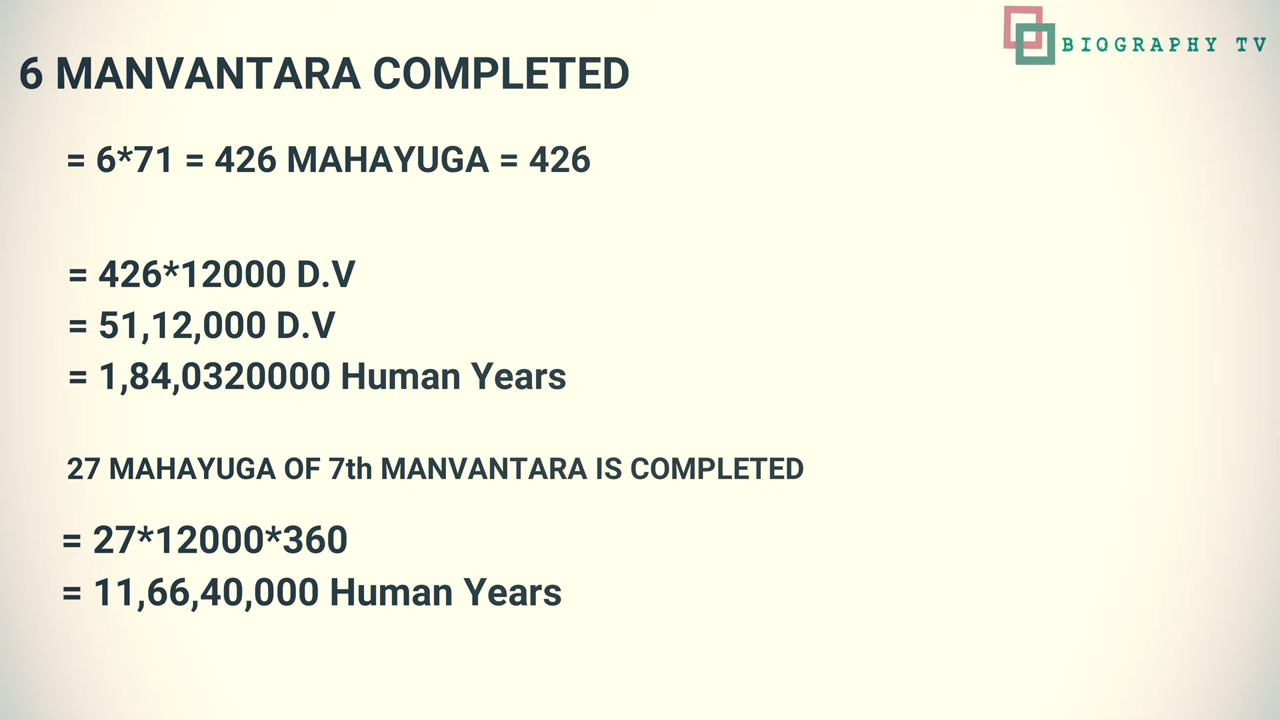 BIOGRAPHY TV
6 MANVANTARA COMPLETED
= 6*71 = 426 MAHAYUGA = 426
= 426*12000 D.V
= 51,12,000 D.V
= 1,84,0320000 Human Years
27 MAHAYUGA OF 7th MANVANTARA IS COMPLETED
= 27*12000*360
= 11,66,40,000 Human Years